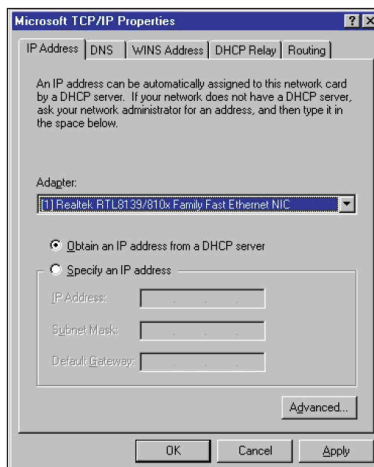 Microsoft TCP/IP Properties
? x
IP Address DNS WINS Address DHCP Relay Routing
An IP address can be automatically assigned to this network card
by a DHCP server. If your network does not have a DHCP server,
ask your network administrator for an address, and then type it in
the space below.
Adapter:
[1] Realtek RTL8139/810x Family Fast Ethernet NIC
Obtain an IP address from a DHCP server
Specify an IP address
IP Address:
Subnet Mask:
Default Gateway:
Advanced...
OK Cancel Apply